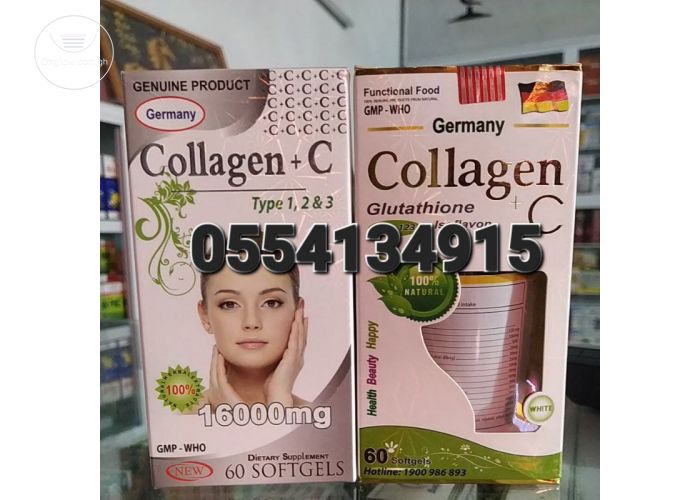 GENUINE PRODUCT
Germany
Collagen + C
Type 1, 2 & 3
100%
16000mg
GMP - WHO
DIETARY SUPPLEMENT
NEW
60 SOFTGELS
Functional Food
GMP - WHO
Germany
Collagen
+ C
Glutathione
0554134915
100%
NATURAL
Health Beauty Happy
WHITE
60 Softgels
Hotline: 1900 986 893